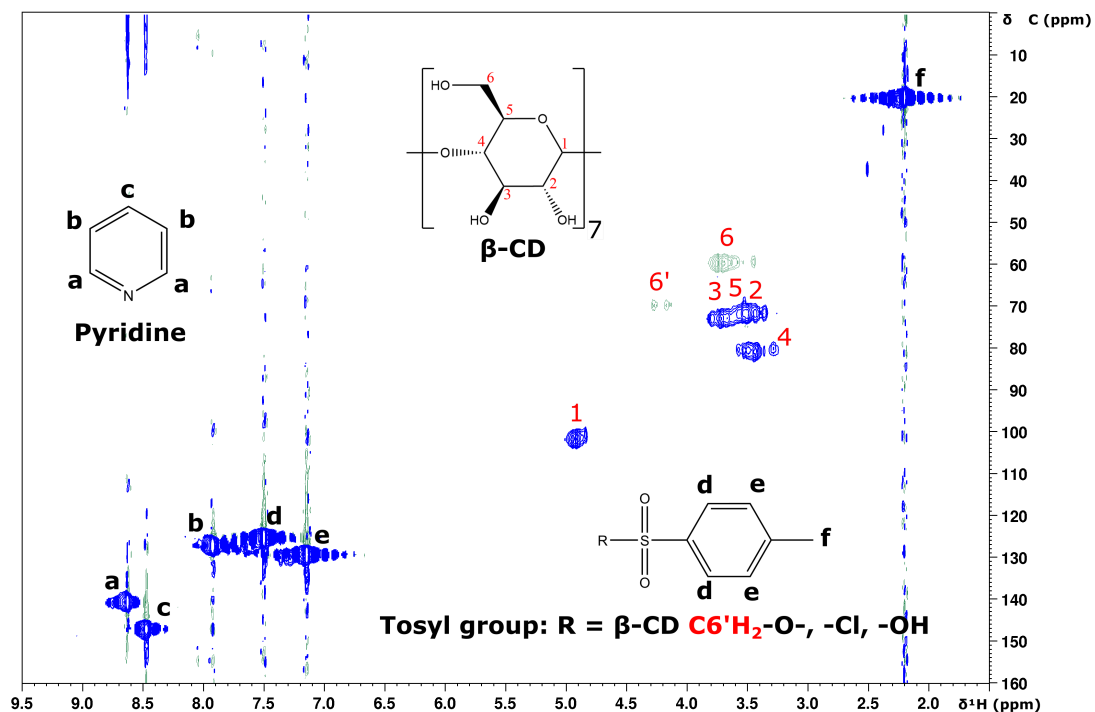 δ C (ppm)
10
20
30
40
50
60
70
80
90
100
110
120
130
140
150
160
f
6
HO
5
O
4
1
O
2
3
HO
OH
7
β-CD
c
b b
a a
N
Pyridine
6
6'
3 5 2
4
1
b
d
e
a
c
d e
O
R S f
O
d e
Tosyl group: R = β-CD C6'H₂-O-, -Cl, -OH
9.5 9.0 8.5 8.0 7.5 7.0 6.5 6.0 5.5 5.0 4.5 4.0 3.5 3.0 2.5 2.0 δ¹H (ppm)